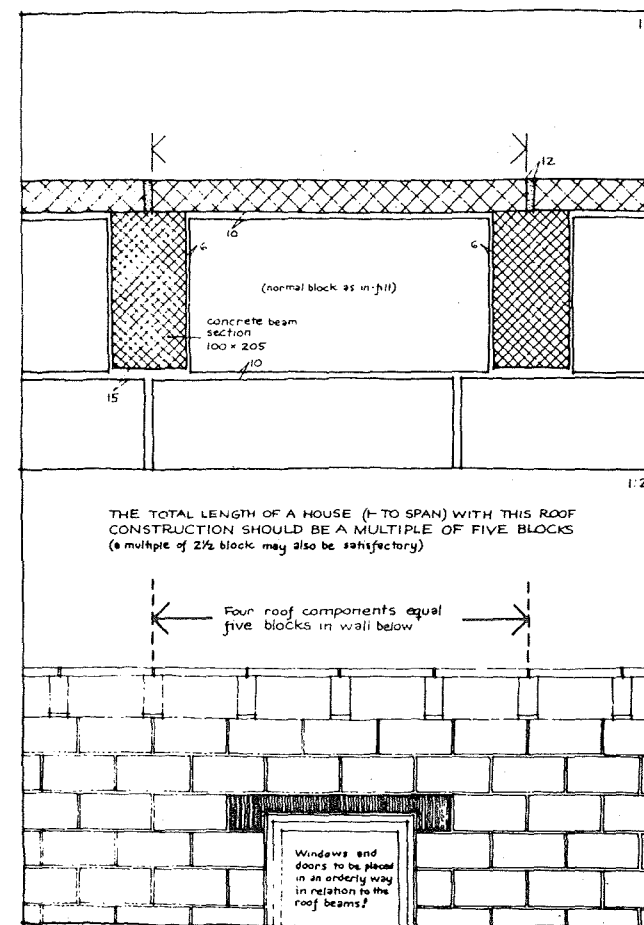 1:
12
10
6
6
(normal block as in-fill)
concrete beam
section
100 × 205
10
15
1:2
THE TOTAL LENGTH OF A HOUSE (⊢ TO SPAN) WITH THIS ROOF
CONSTRUCTION SHOULD BE A MULTIPLE OF FIVE BLOCKS
(a multiple of 2½ block may also be satisfactory)
Four roof components equal
five blocks in wall below
Windows and
doors to be placed
in an orderly way
in relation to the
roof beams!